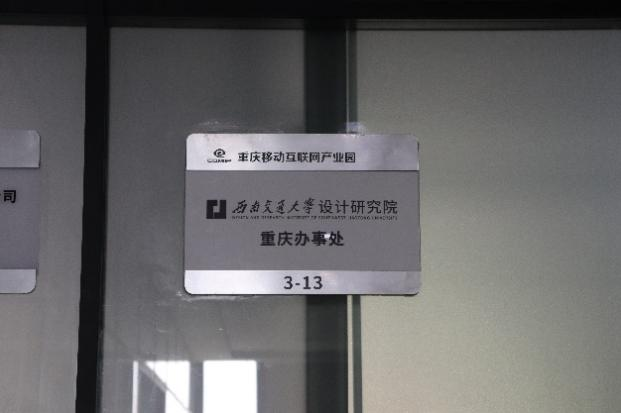 重庆移动互联网产业园
西南交通大学设计研究院
重庆办事处
3-13
司